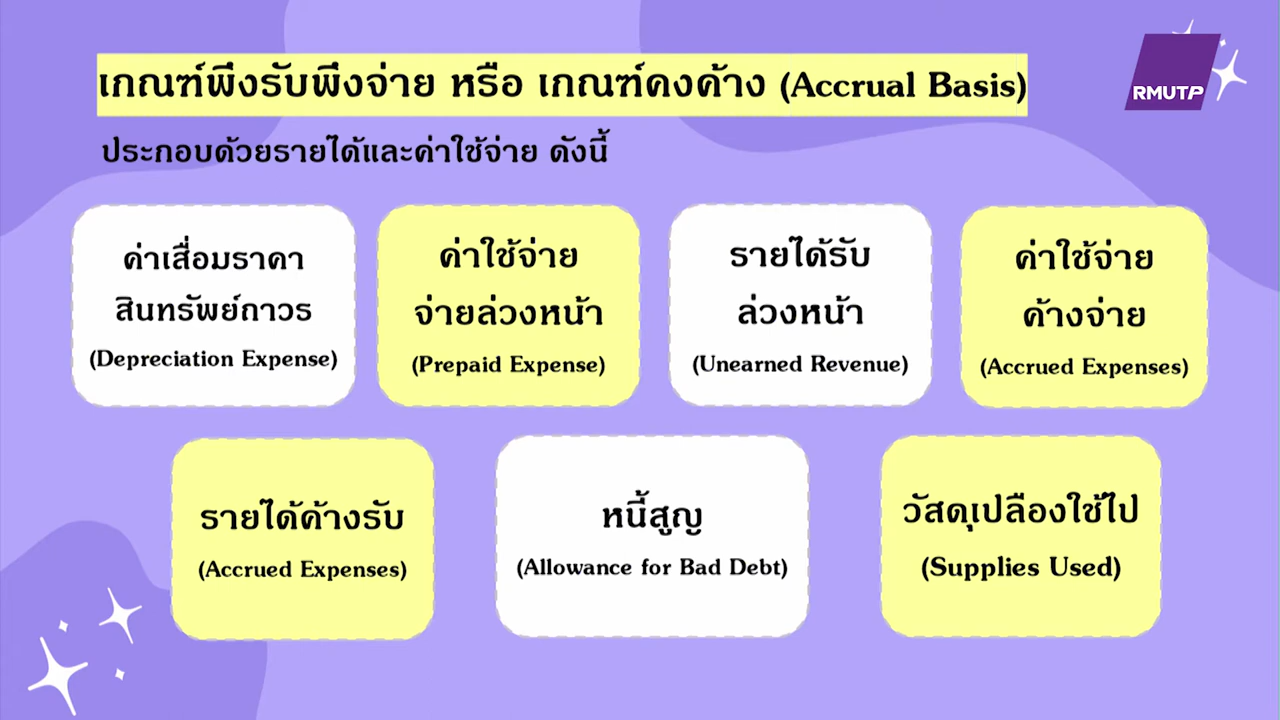 เกณฑ์พึงรับพึงจ่าย หรือ เกณฑ์คงค้าง (Accrual Basis)
RMUTP
ประกอบด้วยรายได้และค่าใช้จ่าย ดังนี้
ค่าเสื่อมราคา
สินทรัพย์ถาวร
(Depreciation Expense)
ค่าใช้จ่าย
จ่ายล่วงหน้า
(Prepaid Expense)
รายได้รับ
ล่วงหน้า
(Unearned Revenue)
ค่าใช้จ่าย
ค้างจ่าย
(Accrued Expenses)
รายได้ค้างรับ
(Accrued Expenses)
หนี้สูญ
(Allowance for Bad Debt)
วัสดุเปลืองใช้ไป
(Supplies Used)